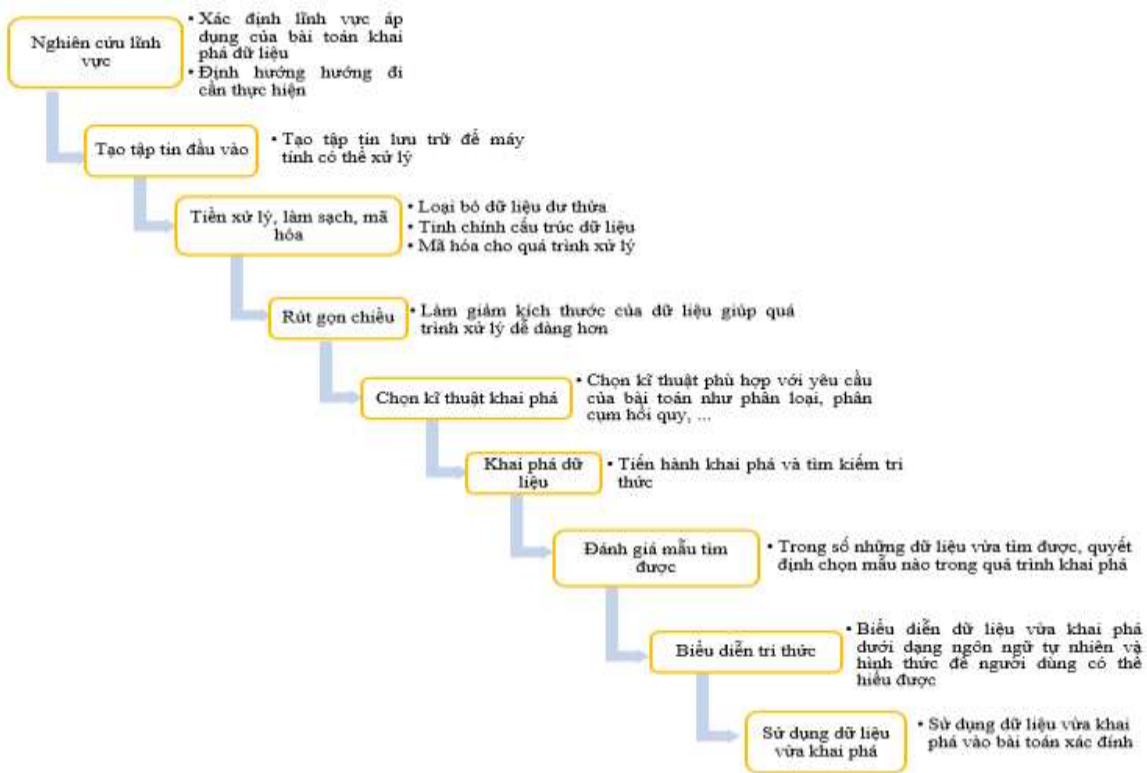 Nghiên cứu lĩnh
vực
• Xác định lĩnh vực áp
dụng của bài toán khai
phá dữ liệu
• Định hướng hướng đi
cần thực hiện
Tạo tập tin đầu vào
• Tạo tập tin lưu trữ để máy
tính có thể xử lý
Tiền xử lý, làm sạch, mã
hóa
• Loại bỏ dữ liệu dư thừa
• Tinh chỉnh cấu trúc dữ liệu
• Mã hóa cho quá trình xử lý
Rút gọn chiều
• Làm giảm kích thước của dữ liệu giúp quá
trình xử lý dễ dàng hơn
Chọn kĩ thuật khai phá
• Chọn kĩ thuật phù hợp với yêu cầu
của bài toán như phân loại, phân
cụm hồi quy, ...
Khai phá dữ
liệu
• Tiến hành khai phá và tìm kiếm tri
thức
Đánh giá mẫu tìm
được
• Trong số những dữ liệu vừa tìm được, quyết
định chọn mẫu nào trong quá trình khai phá
Biểu diễn tri thức
• Biểu diễn dữ liệu vừa khai phá
dưới dạng ngôn ngữ tự nhiên và
hình thức để người dùng có thể
hiểu được
Sử dụng dữ liệu
vừa khai phá
• Sử dụng dữ liệu vừa khai
phá vào bài toán xác đính